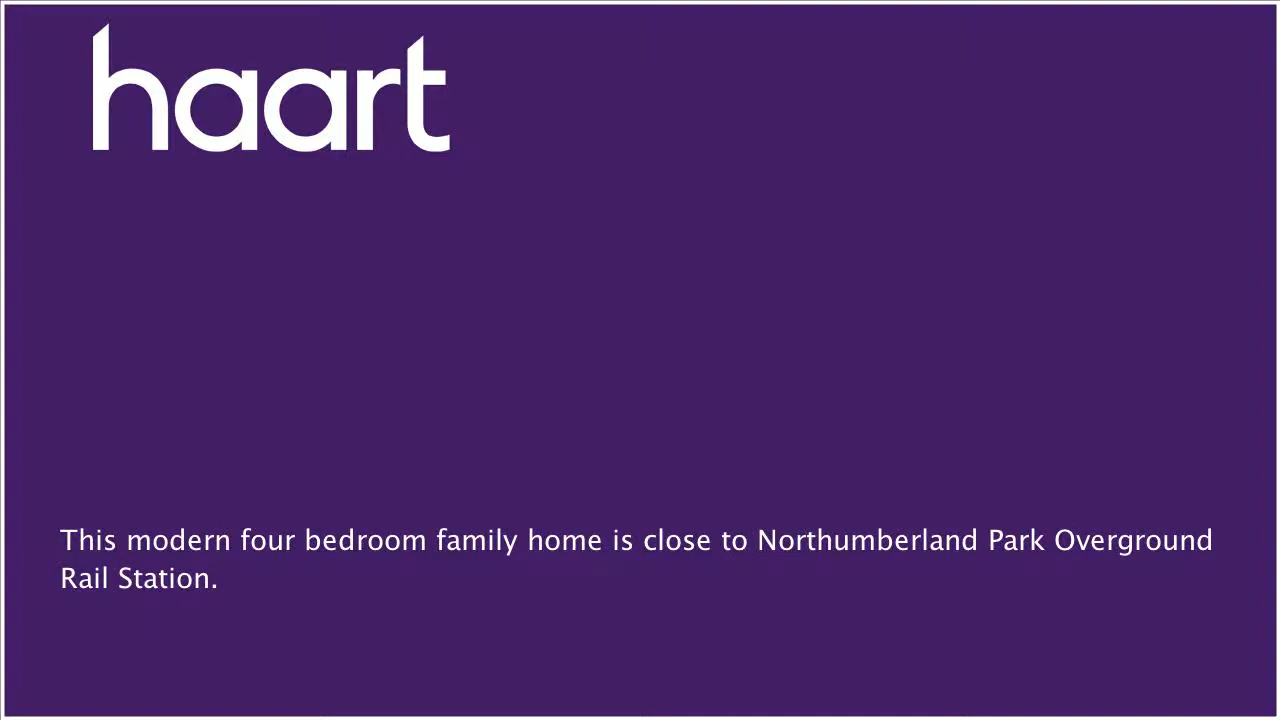 haart
This modern four bedroom family home is close to Northumberland Park Overground
Rail Station.